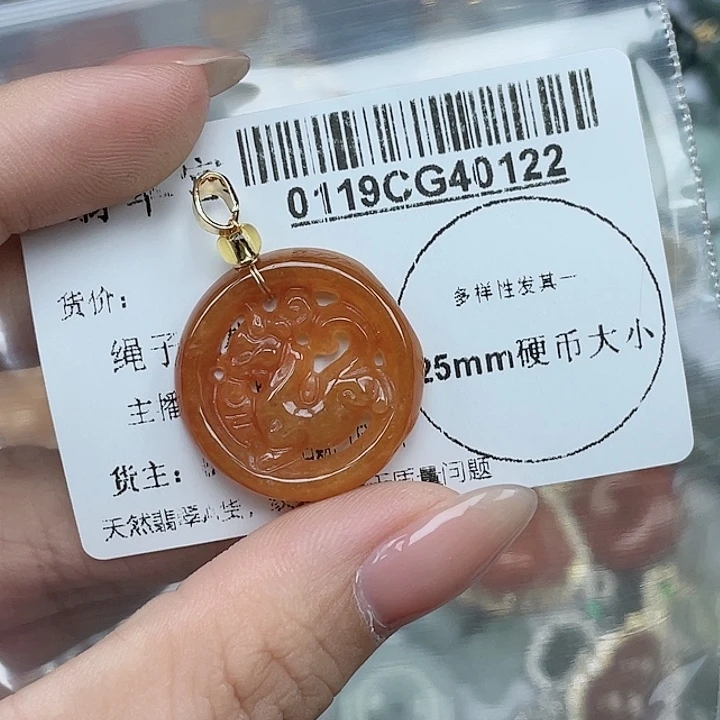 0119CG40122
货价：
多样性发其一
绳子
25mm硬币大小
主播
货主：
天然翡翠 质量问题